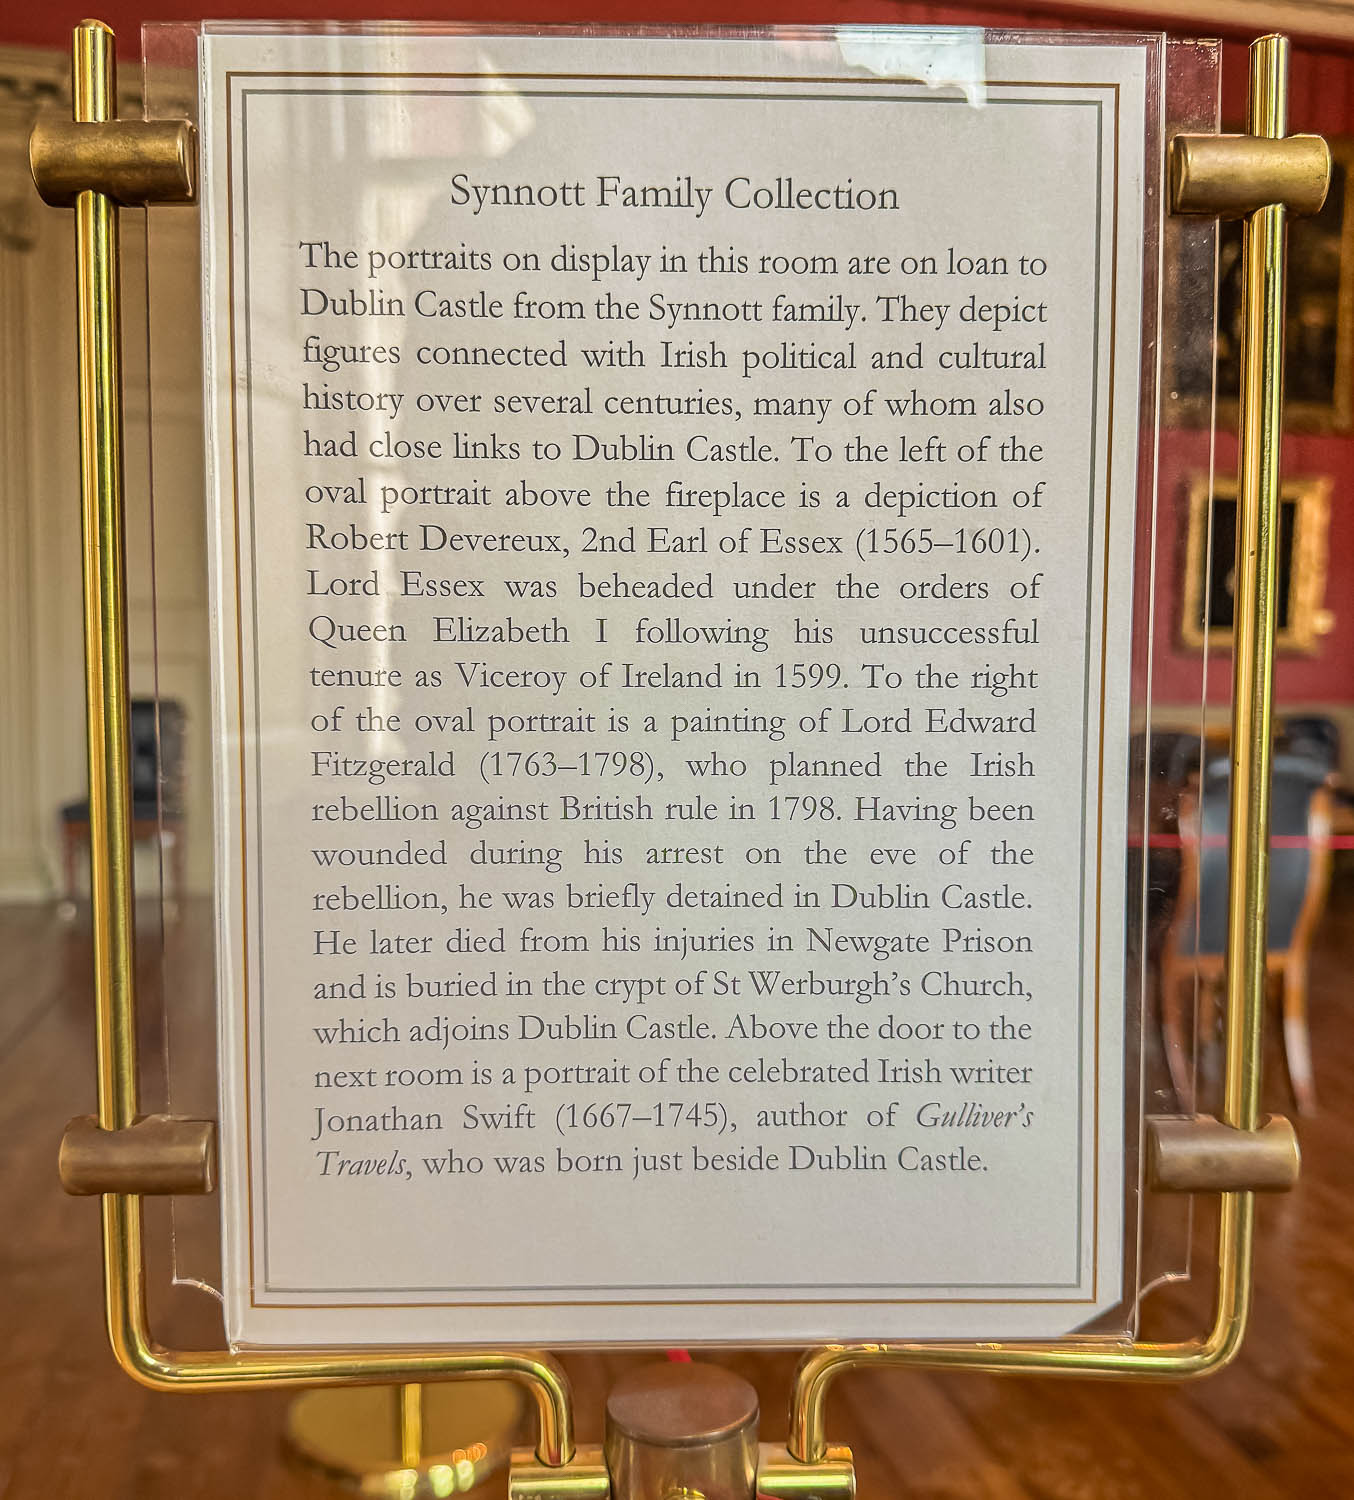 Synnott Family Collection
The portraits on display in this room are on loan to
Dublin Castle from the Synnott family. They depict
figures connected with Irish political and cultural
history over several centuries, many of whom also
had close links to Dublin Castle. To the left of the
oval portrait above the fireplace is a depiction of
Robert Devereux, 2nd Earl of Essex (1565–1601).
Lord Essex was beheaded under the orders of
Queen Elizabeth I following his unsuccessful
tenure as Viceroy of Ireland in 1599. To the right
of the oval portrait is a painting of Lord Edward
Fitzgerald (1763–1798), who planned the Irish
rebellion against British rule in 1798. Having been
wounded during his arrest on the eve of the
rebellion, he was briefly detained in Dublin Castle.
He later died from his injuries in Newgate Prison
and is buried in the crypt of St Werburgh’s Church,
which adjoins Dublin Castle. Above the door to the
next room is a portrait of the celebrated Irish writer
Jonathan Swift (1667–1745), author of Gulliver’s
Travels, who was born just beside Dublin Castle.